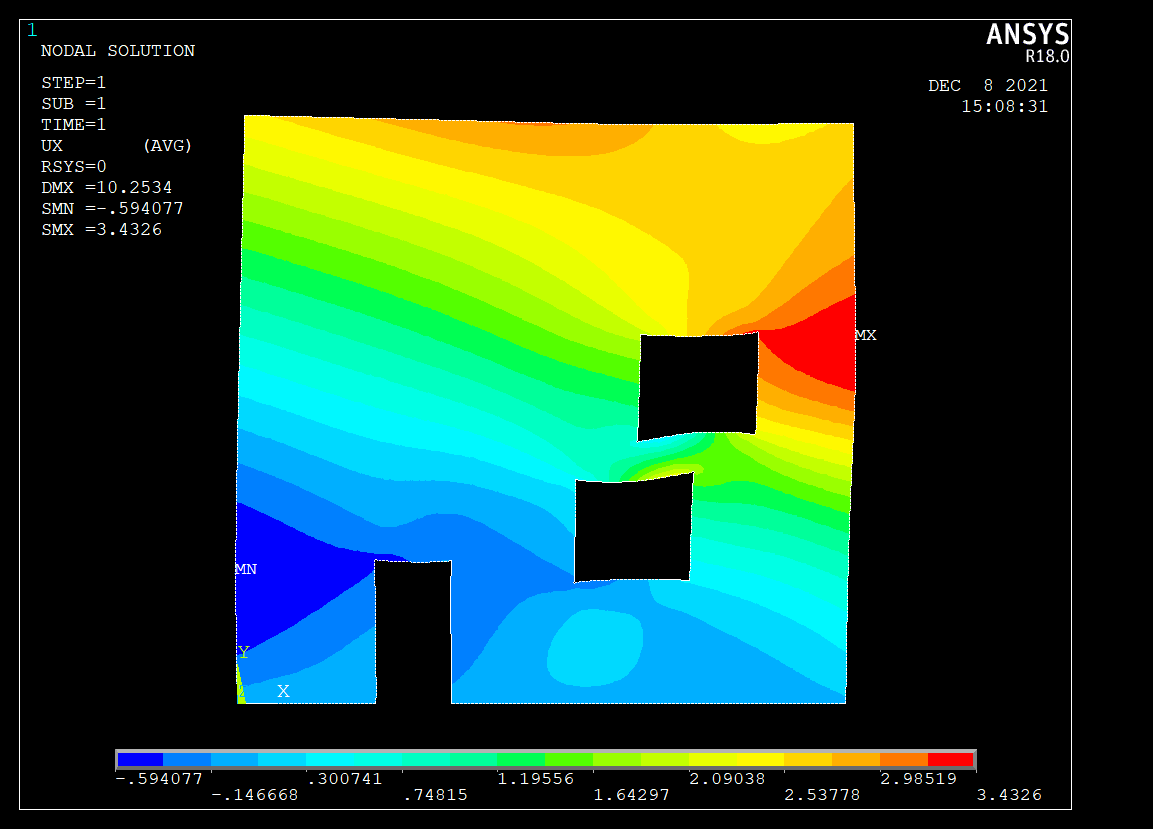 1
ANSYS
R18.0
NODAL SOLUTION
DEC 8 2021
15:08:31
STEP=1
SUB =1
TIME=1
UX (AVG)
RSYS=0
DMX =10.2534
SMN =-.594077
SMX =3.4326
MX
MN
Y
X
-.594077 .300741 1.19556 2.09038 2.98519
-.146668 .74815 1.64297 2.53778 3.4326